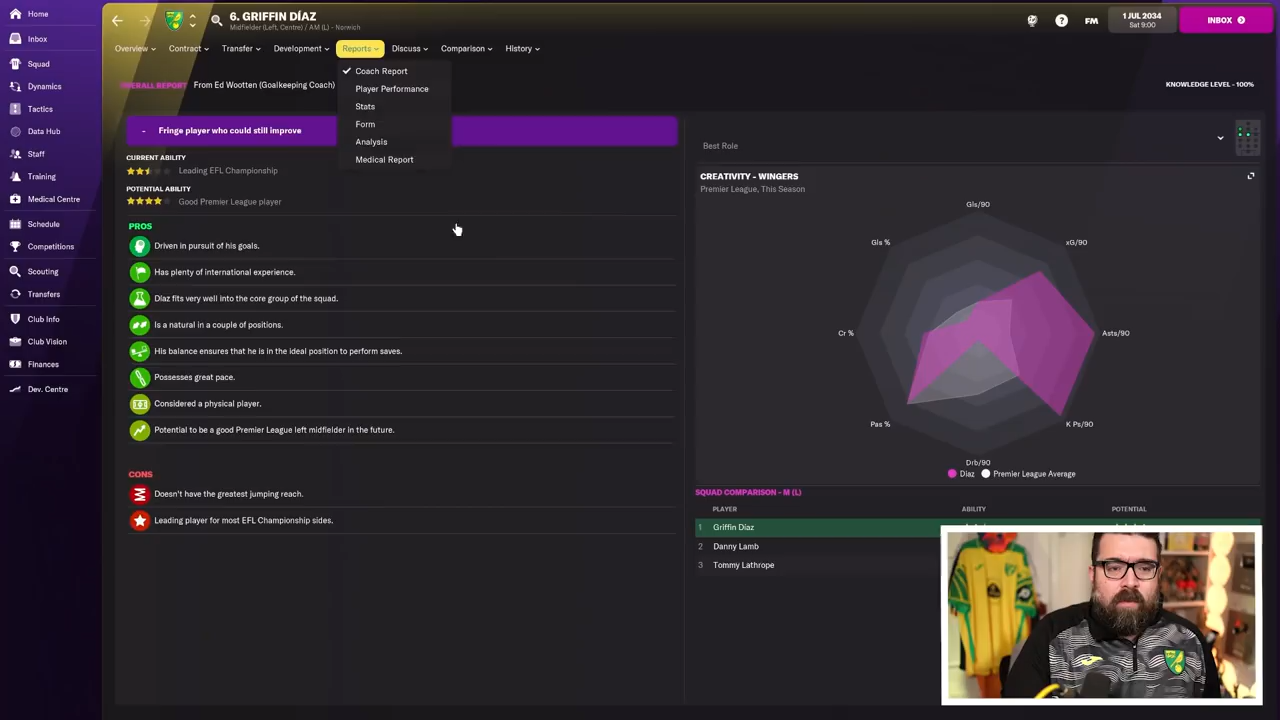 Home
Inbox
Squad
Dynamics
Tactics
Data Hub
Staff
Training
Medical Centre
Schedule
Competitions
Scouting
Transfers
Club Info
Club Vision
Finances
Dev. Centre
6. GRIFFIN DÍAZ
Midfielder (Left, Centre) / AM (L) - Norwich
FM
1 JUL 2034
Sat 9:00
INBOX
Overview
Contract
Transfer
Development
Reports
Discuss
Comparison
History
Coach Report
Player Performance
Stats
Form
Analysis
Medical Report
OVERALL REPORT
From Ed Wootten (Goalkeeping Coach)
KNOWLEDGE LEVEL - 100%
- Fringe player who could still improve
CURRENT ABILITY
Leading EFL Championship
POTENTIAL ABILITY
Good Premier League player
PROS
Driven in pursuit of his goals.
Has plenty of international experience.
Díaz fits very well into the core group of the squad.
Is a natural in a couple of positions.
His balance ensures that he is in the ideal position to perform saves.
Possesses great pace.
Considered a physical player.
Potential to be a good Premier League left midfielder in the future.
CONS
Doesn't have the greatest jumping reach.
Leading player for most EFL Championship sides.
Best Role
CREATIVITY - WINGERS
Premier League, This Season
Gls/90
Gls %
xG/90
Cr %
Asts/90
Pas %
K Ps/90
Drb/90
Díaz
Premier League Average
SQUAD COMPARISON - M (L)
PLAYER
ABILITY
POTENTIAL
1 Griffin Díaz
2 Danny Lamb
3 Tommy Lathrope